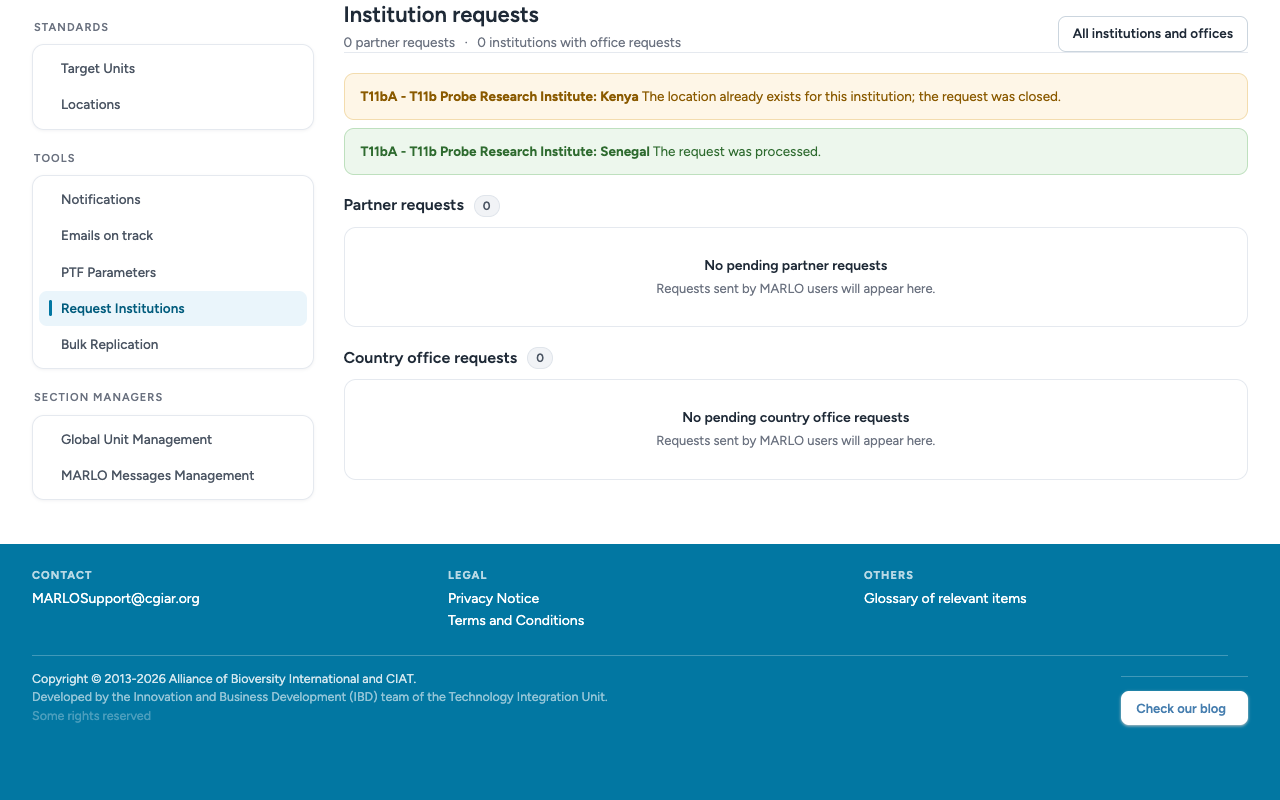 STANDARDS
Target Units
Locations
TOOLS
Notifications
Emails on track
PTF Parameters
Request Institutions
Bulk Replication
SECTION MANAGERS
Global Unit Management
MARLO Messages Management
Institution requests
0 partner requests · 0 institutions with office requests
All institutions and offices
T11bA - T11b Probe Research Institute: Kenya The location already exists for this institution; the request was closed.
T11bA - T11b Probe Research Institute: Senegal The request was processed.
Partner requests 0
No pending partner requests
Requests sent by MARLO users will appear here.
Country office requests 0
No pending country office requests
Requests sent by MARLO users will appear here.
CONTACT
MARLOSupport@cgiar.org
LEGAL
Privacy Notice
Terms and Conditions
OTHERS
Glossary of relevant items
Copyright © 2013-2026 Alliance of Bioversity International and CIAT.
Developed by the Innovation and Business Development (IBD) team of the Technology Integration Unit.
Some rights reserved
Check our blog